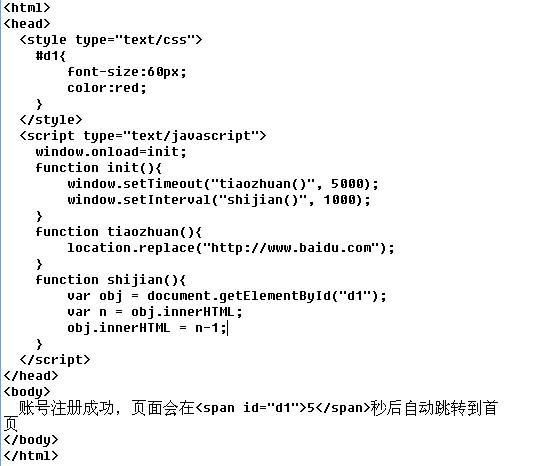 <html>
<head>
  <style type="text/css">
    #d1{
        font-size:60px;
        color:red;
    }
  </style>
  <script type="text/javascript">
    window.onload=init;
    function init(){
        window.setTimeout("tiaozhuan()", 5000);
        window.setInterval("shijian()", 1000);
    }
    function tiaozhuan(){
        location.replace("http://www.baidu.com");
    }
    function shijian(){
        var obj = document.getElementById("d1");
        var n = obj.innerHTML;
        obj.innerHTML = n-1;
    }
  </script>
</head>
<body>
  账号注册成功，页面会在<span id="d1">5</span>秒后自动跳转到首
页
</body>
</html>